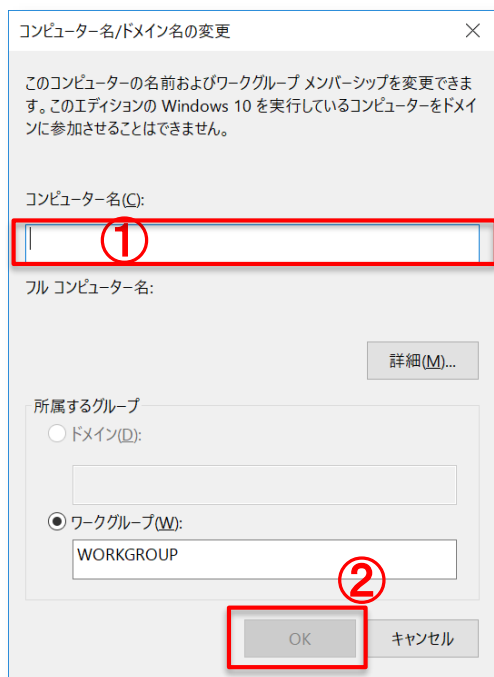 コンピューター名/ドメイン名の変更
このコンピューターの名前およびワークグループ メンバーシップを変更できま
す。このエディションの Windows 10 を実行しているコンピューターをドメイ
ンに参加させることはできません。
コンピューター名(C):
①
フル コンピューター名:
詳細(M)...
所属するグループ
ドメイン(D):
ワークグループ(W):
WORKGROUP
②
OK キャンセル